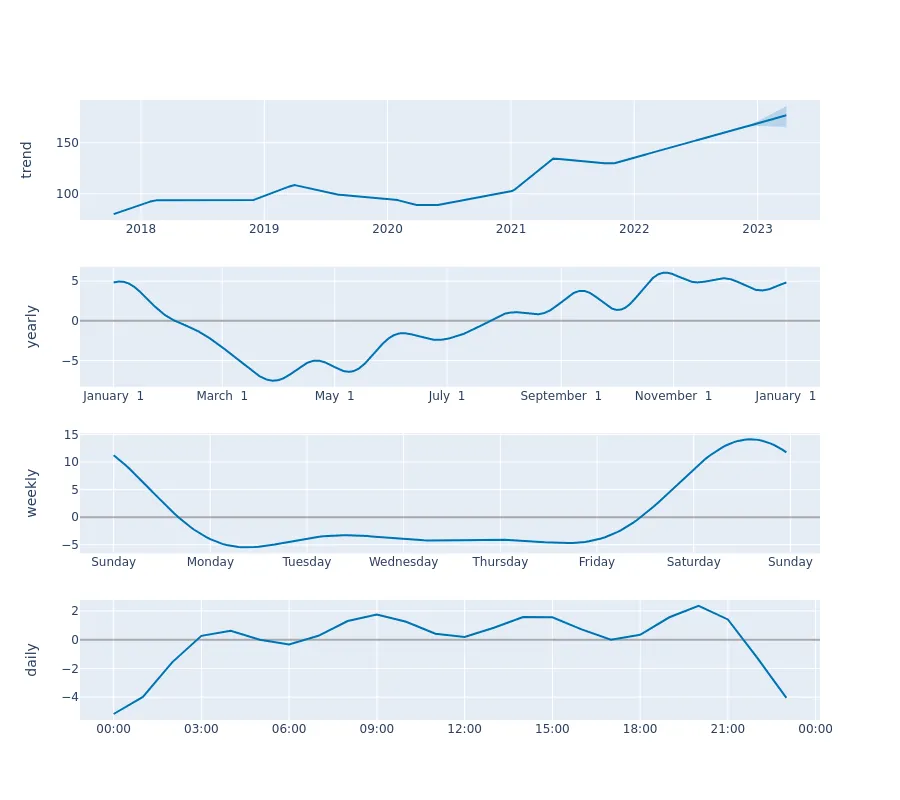 trend
150
100
2018 2019 2020 2021 2022 2023
yearly
5
0
−5
January 1 March 1 May 1 July 1 September 1 November 1 January 1
weekly
15
10
5
0
−5
Sunday Monday Tuesday Wednesday Thursday Friday Saturday Sunday
daily
2
0
−2
−4
00:00 03:00 06:00 09:00 12:00 15:00 18:00 21:00 00:00